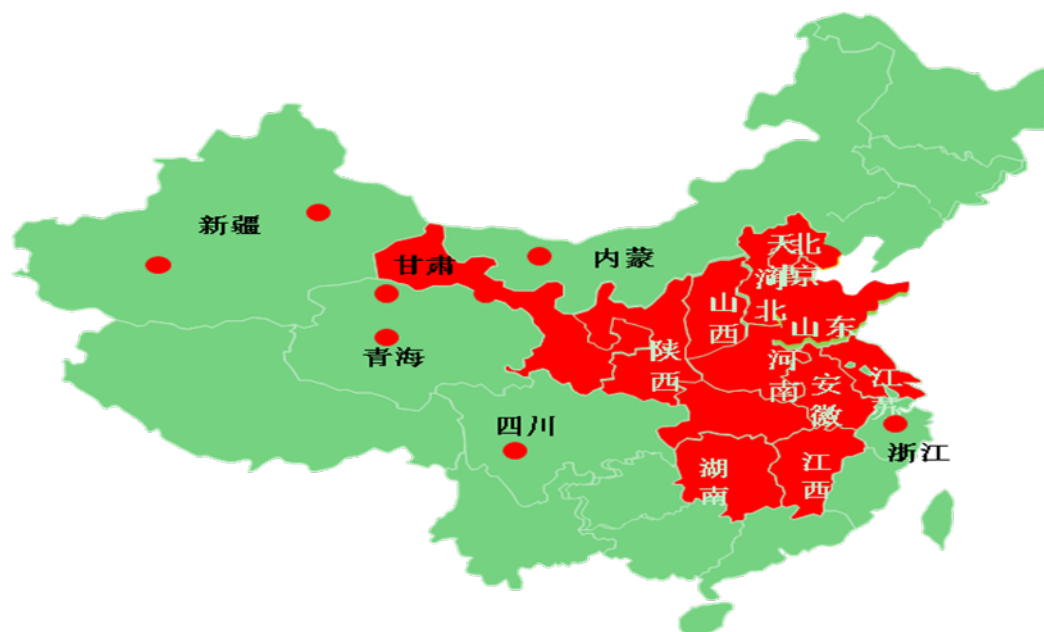 新疆
甘肃
内蒙
天津
北京
河北
山西
山东
青海
陕西
河南
安徽
江苏
四川
浙江
湖南
江西